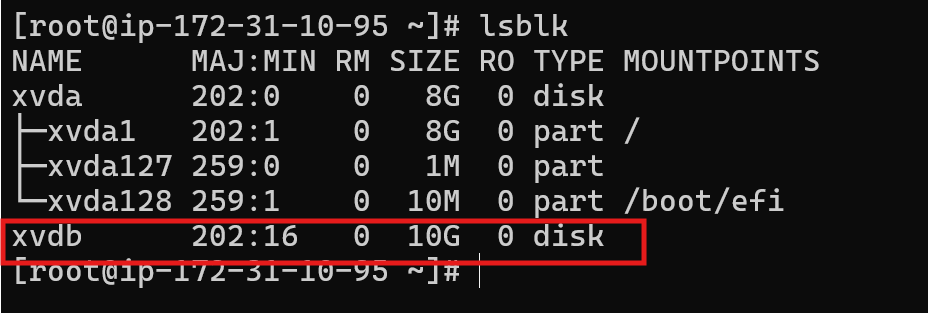 [root@ip-172-31-10-95 ~]# lsblk
NAME      MAJ:MIN RM SIZE RO TYPE MOUNTPOINTS
xvda      202:0    0   8G  0 disk
├─xvda1   202:1    0   8G  0 part /
├─xvda127 259:0    0   1M  0 part
└─xvda128 259:1    0  10M  0 part /boot/efi
xvdb      202:16   0  10G  0 disk
[root@ip-172-31-10-95 ~]#